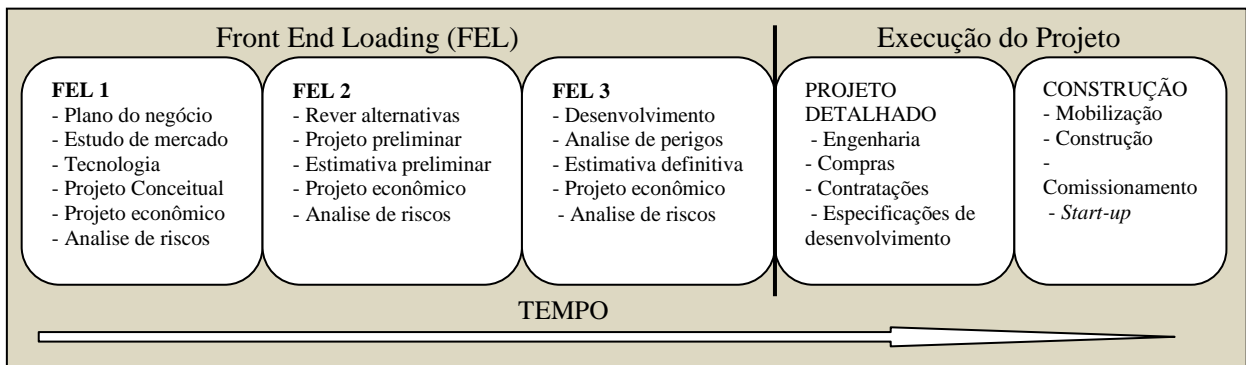 Front End Loading (FEL)
Execução do Projeto
FEL 1
- Plano do negócio
- Estudo de mercado
- Tecnologia
- Projeto Conceitual
- Projeto econômico
- Analise de riscos
FEL 2
- Rever alternativas
- Projeto preliminar
- Estimativa preliminar
- Projeto econômico
- Analise de riscos
FEL 3
- Desenvolvimento
- Analise de perigos
- Estimativa definitiva
- Projeto econômico
- Analise de riscos
PROJETO
DETALHADO
- Engenharia
- Compras
- Contratações
- Especificações de
desenvolvimento
CONSTRUÇÃO
- Mobilização
- Construção
-
Comissionamento
- Start-up
TEMPO